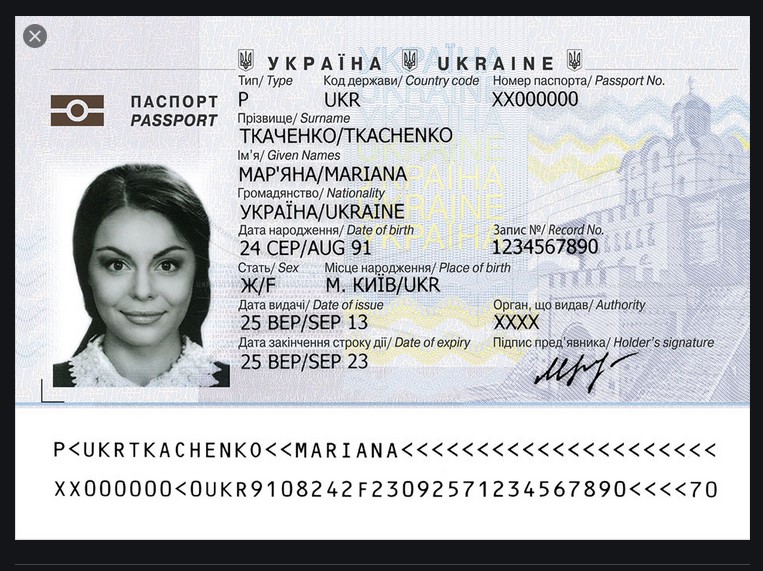 УКРАЇНА UKRAINE
Тип/ Type Код держави/ Country code Номер паспорта/ Passport No.
ПАСПОРТ P UKR XX000000
PASSPORT
Прізвище/ Surname
ТКАЧЕНКО/TKACHENKO
Ім'я/ Given Names
МАР'ЯНА/MARIANA
Громадянство/ Nationality
УКРАЇНА/UKRAINE
Дата народження/ Date of birth Запис №/ Record No.
24 СЕР/AUG 91 1234567890
Стать/ Sex Місце народження/ Place of birth
Ж/F М. КИЇВ/UKR
Дата видачі/ Date of issue Орган, що видав/ Authority
25 ВЕР/SEP 13 XXXX
Дата закінчення строку дії/ Date of expiry Підпис пред'явника/ Holder's signature
25 ВЕР/SEP 23
P<UKRTKACHENKO<<MARIANA<<<<<<<<<<<<<<<<<<<<<
XX000000<0UKR9108242F23092571234567890<<<<70